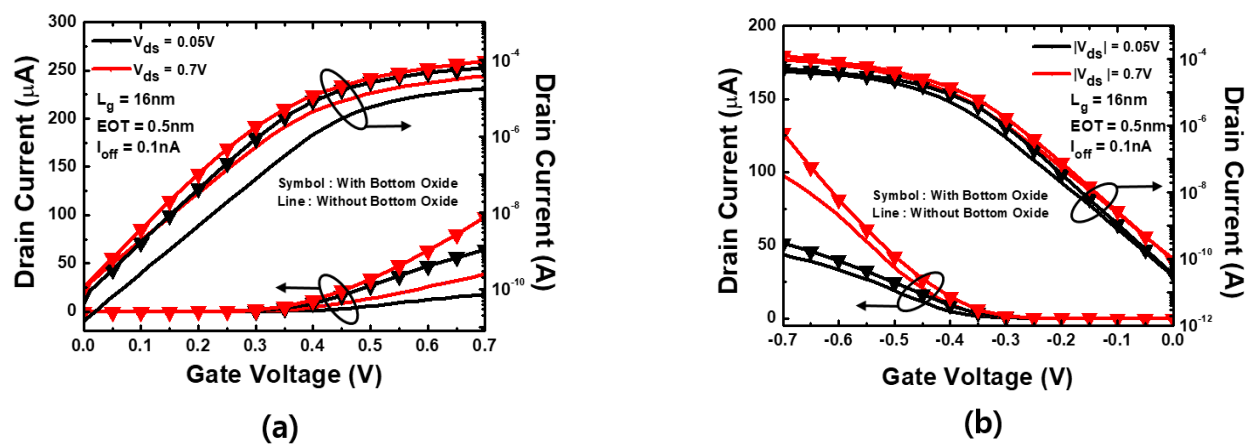 300
250
200
150
100
50
0
Drain Current (μA)
V_ds = 0.05V
V_ds = 0.7V
L_g = 16nm
EOT = 0.5nm
I_off = 0.1nA
Symbol : With Bottom Oxide
Line : Without Bottom Oxide
10^-4
10^-6
10^-8
10^-10
Drain Current (A)
0.0 0.1 0.2 0.3 0.4 0.5 0.6 0.7
Gate Voltage (V)
(a)
200
150
100
50
0
Drain Current (μA)
|V_ds| = 0.05V
|V_ds| = 0.7V
L_g = 16nm
EOT = 0.5nm
I_off = 0.1nA
Symbol : With Bottom Oxide
Line : Without Bottom Oxide
10^-4
10^-6
10^-8
10^-10
10^-12
Drain Current (A)
-0.7 -0.6 -0.5 -0.4 -0.3 -0.2 -0.1 0.0
Gate Voltage (V)
(b)